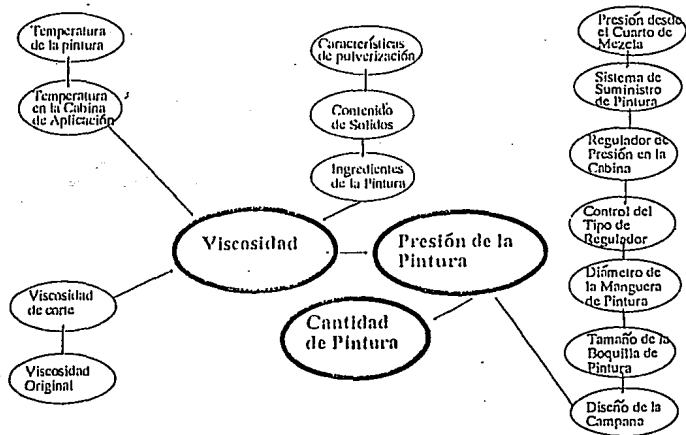 Temperatura
de la pintura
Temperatura
en la Cabina
de Aplicación
Características
de pulverización
Contenido
de Solidos
Ingredientes
de la Pintura
Presión desde
el Cuarto de
Mezcla
Sistema de
Suministro
de Pintura
Regulador de
Presión en la
Cabina
Control del
Tipo de
Regulador
Diámetro de
la Manguera
de Pintura
Tamaño de la
Boquilla de
Pintura
Diseño de la
Campana
Viscosidad
Presión de la
Pintura
Cantidad
de Pintura
Viscosidad
de corte
Viscosidad
Original